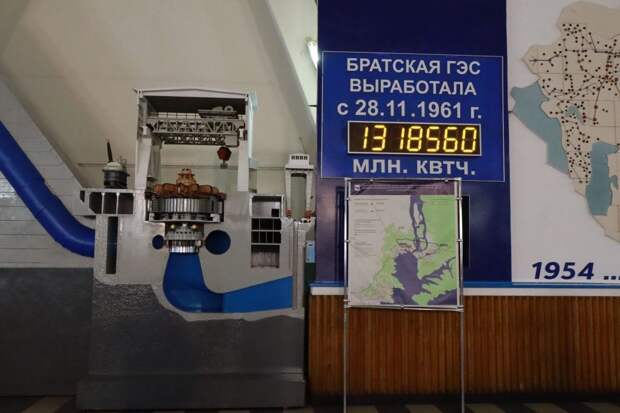 БРАТСКАЯ ГЭС
ВЫРАБОТАЛА
с 28.11.1961 г.
1318560
МЛН. КВТЧ.
1954 ...